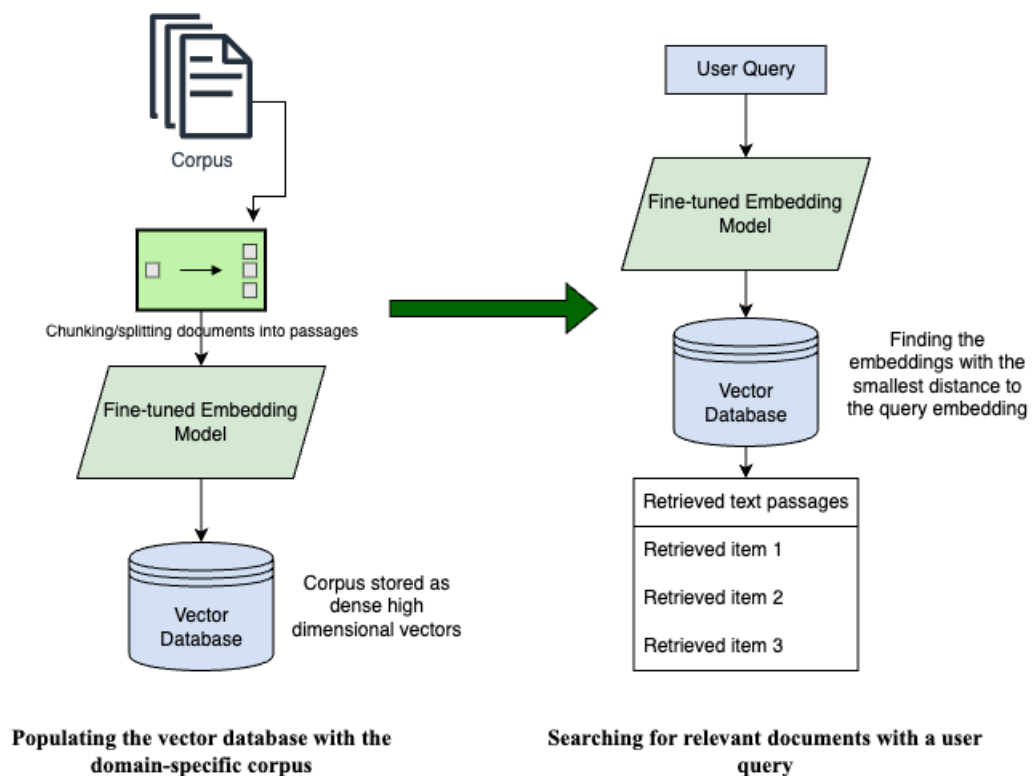 Corpus
Chunking/splitting documents into passages
Fine-tuned Embedding
Model
Vector
Database
Corpus stored as
dense high
dimensional vectors
Populating the vector database with the
domain-specific corpus
User Query
Fine-tuned Embedding
Model
Vector
Database
Finding the
embeddings with the
smallest distance to
the query embedding
Retrieved text passages
Retrieved item 1
Retrieved item 2
Retrieved item 3
Searching for relevant documents with a user
query